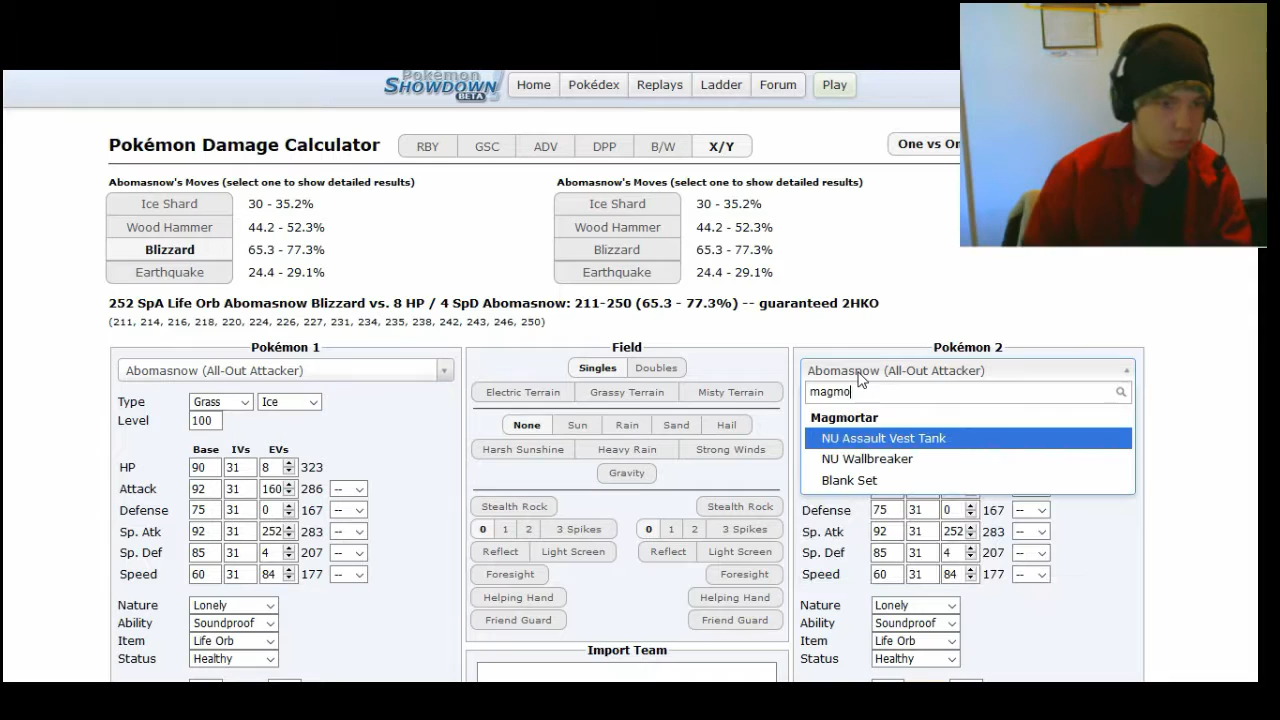 Pokémon
SHOWDOWN
BETA
Home Pokédex Replays Ladder Forum Play
Pokémon Damage Calculator RBY GSC ADV DPP B/W X/Y One vs On
Abomasnow's Moves (select one to show detailed results) Abomasnow's Moves (select one to show detailed results)
Ice Shard 30 - 35.2% Ice Shard 30 - 35.2%
Wood Hammer 44.2 - 52.3% Wood Hammer 44.2 - 52.3%
Blizzard 65.3 - 77.3% Blizzard 65.3 - 77.3%
Earthquake 24.4 - 29.1% Earthquake 24.4 - 29.1%
252 SpA Life Orb Abomasnow Blizzard vs. 8 HP / 4 SpD Abomasnow: 211-250 (65.3 - 77.3%) -- guaranteed 2HKO
(211, 214, 216, 218, 220, 224, 226, 227, 231, 234, 235, 238, 242, 243, 246, 250)
Pokémon 1 Field Pokémon 2
Abomasnow (All-Out Attacker) Singles Doubles Abomasnow (All-Out Attacker)
Electric Terrain Grassy Terrain Misty Terrain magmo
Type Grass Ice
Level 100 None Sun Rain Sand Hail Magmortar
Harsh Sunshine Heavy Rain Strong Winds NU Assault Vest Tank
Base IVs EVs NU Wallbreaker
HP 90 31 8 323 Gravity Blank Set
Attack 92 31 160 286 --
Defense 75 31 0 167 -- Stealth Rock Stealth Rock Defense 75 31 0 167 --
Sp. Atk 92 31 252 283 -- 0 1 2 3 Spikes 0 1 2 3 Spikes Sp. Atk 92 31 252 283 --
Sp. Def 85 31 4 207 -- Reflect Light Screen Reflect Light Screen Sp. Def 85 31 4 207 --
Speed 60 31 84 177 -- Foresight Foresight Speed 60 31 84 177 --
Nature Lonely Helping Hand Helping Hand Nature Lonely
Ability Soundproof Friend Guard Friend Guard Ability Soundproof
Item Life Orb Import Team Item Life Orb
Status Healthy Status Healthy